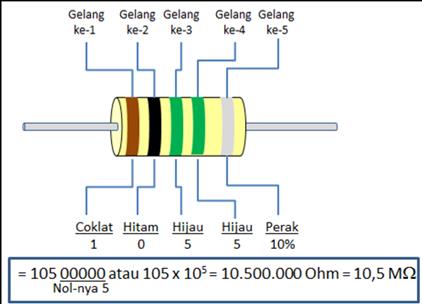 Gelang Gelang Gelang Gelang Gelang
ke-1 ke-2 ke-3 ke-4 ke-5
Coklat Hitam Hijau Hijau Perak
1 0 5 5 10%
= 105 00000 atau 105 x 10⁵ = 10.500.000 Ohm = 10,5 MΩ
Nol-nya 5